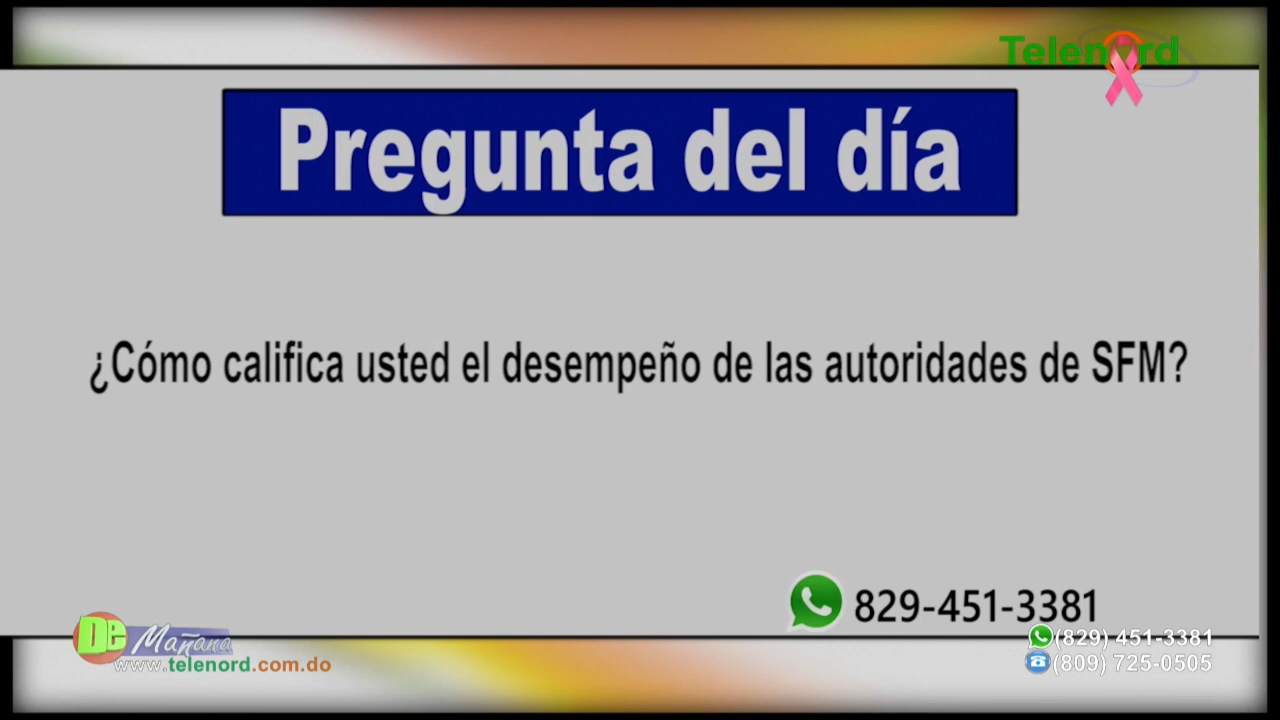 Telenord
Pregunta del día
¿Cómo califica usted el desempeño de las autoridades de SFM?
829-451-3381
De Mañana
www.telenord.com.do
(829) 451-3381
(809) 725-0505